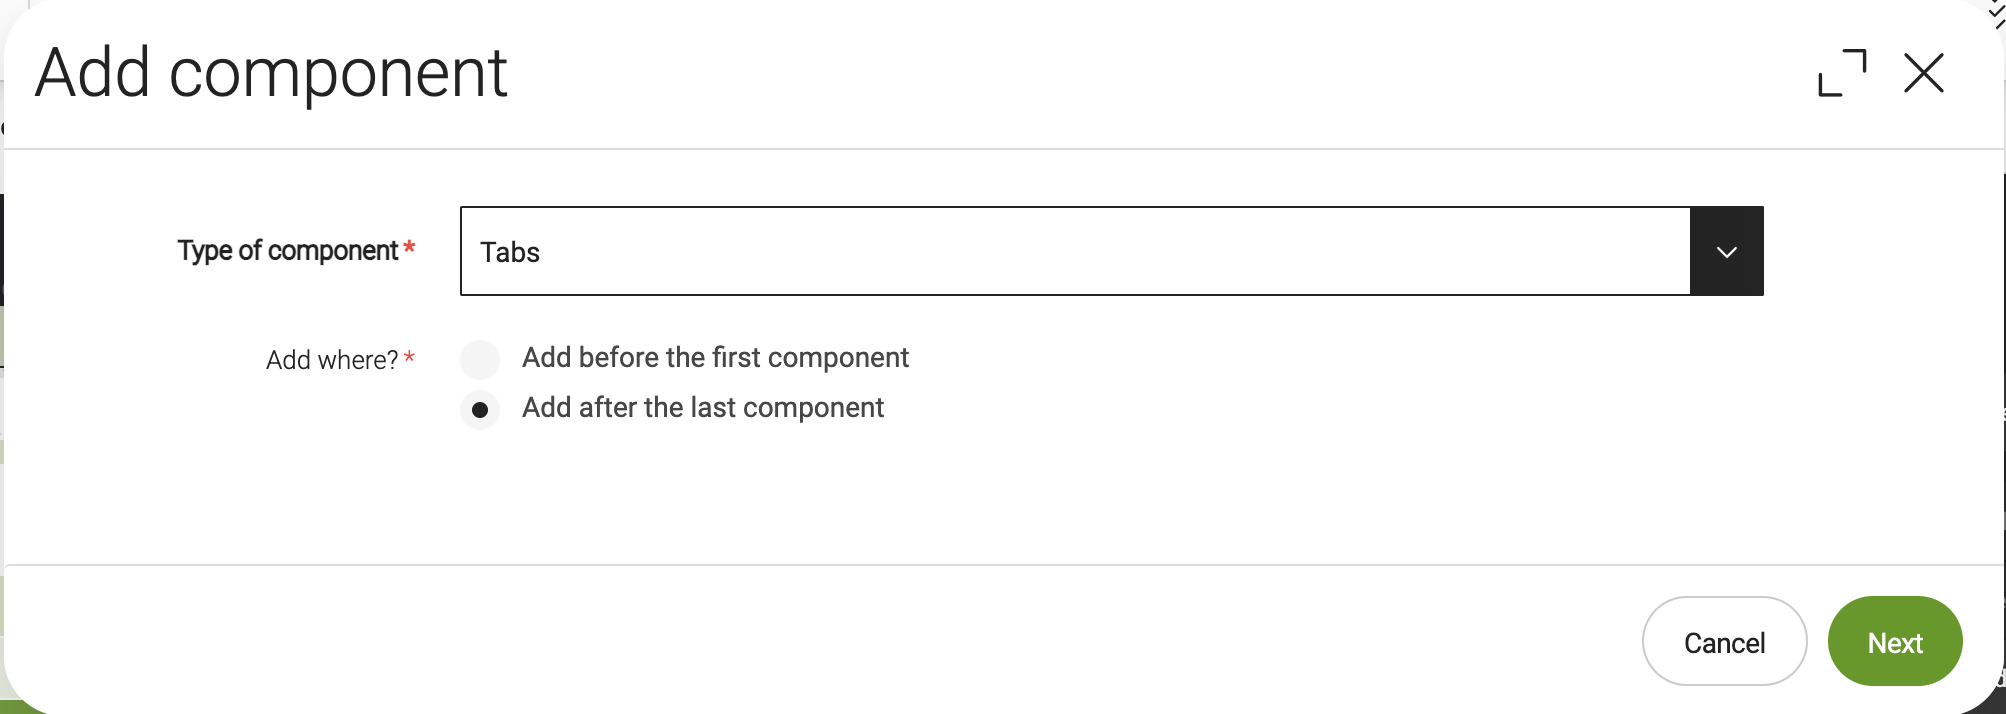 Add component
Type of component *
Tabs
Add where? *
Add before the first component
Add after the last component
Cancel
Next